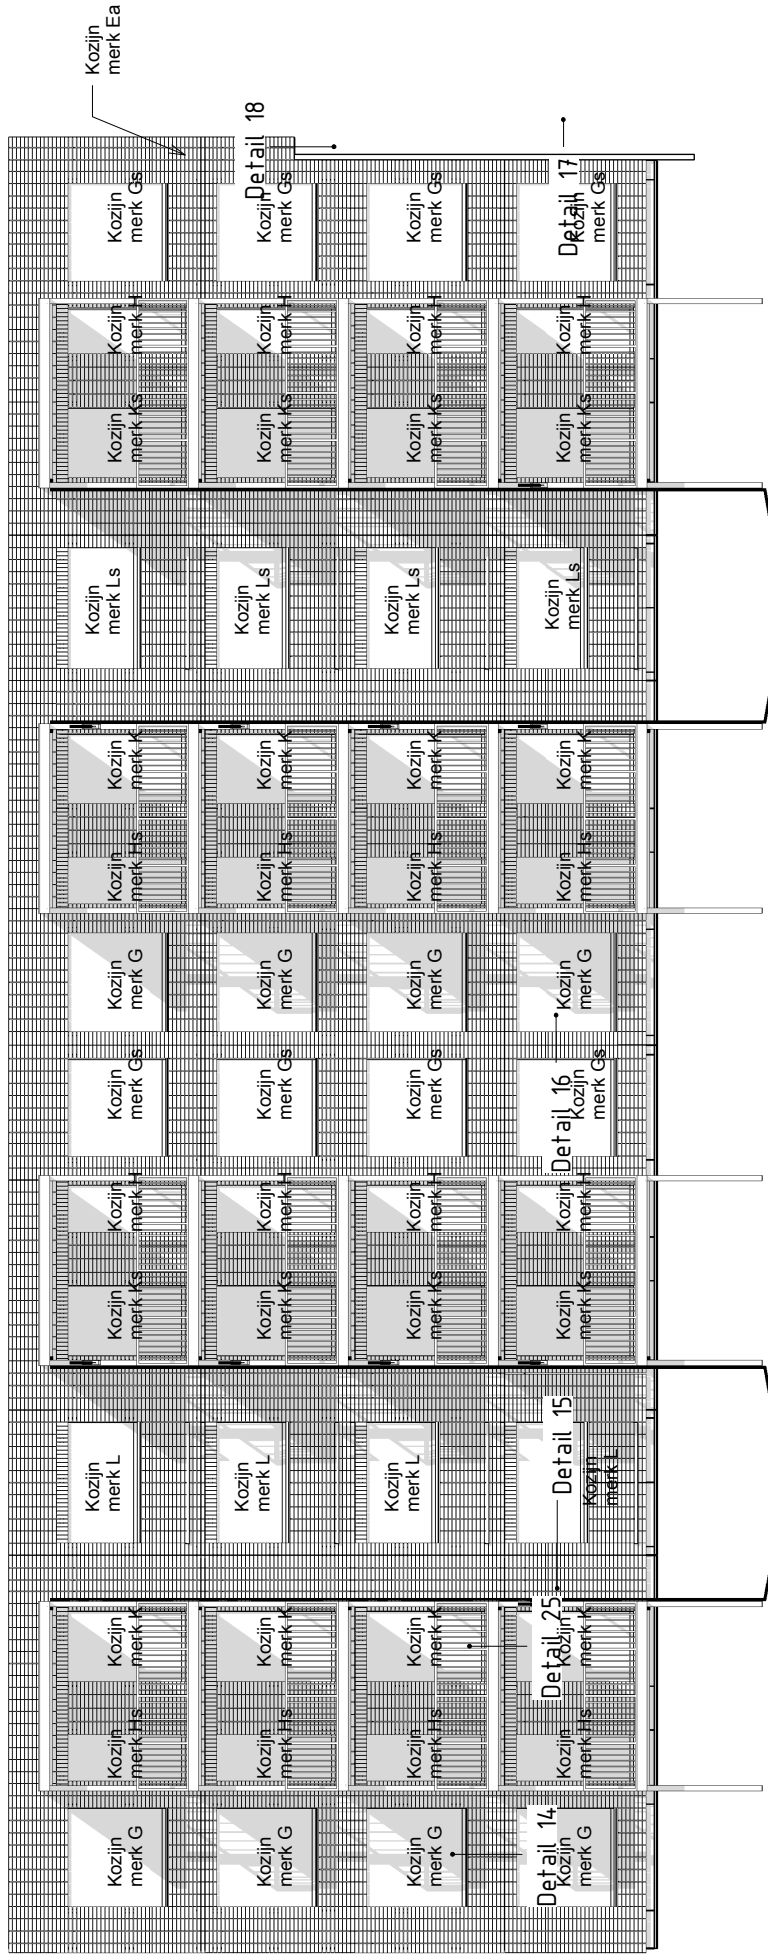 Kozijn
merk G
Kozijn
merk Hs
Kozijn
merk K
Kozijn
merk L
Kozijn
merk Ks
Kozijn
merk H
Kozijn
merk Gs
Kozijn
merk G
Kozijn
merk Hs
Kozijn
merk K
Kozijn
merk Ls
Kozijn
merk Ks
Kozijn
merk H
Kozijn
merk Gs
Kozijn
merk Ea
Kozijn
merk G
Kozijn
merk Hs
Kozijn
merk K
Kozijn
merk L
Kozijn
merk Ks
Kozijn
merk H
Kozijn
merk Gs
Kozijn
merk G
Kozijn
merk Hs
Kozijn
merk K
Kozijn
merk Ls
Kozijn
merk Ks
Kozijn
merk H
Kozijn
merk Gs
Detail 18
Kozijn
merk G
Kozijn
merk Hs
Kozijn
merk K
Kozijn
merk L
Kozijn
merk Ks
Kozijn
merk H
Kozijn
merk Gs
Kozijn
merk G
Kozijn
merk Hs
Kozijn
merk K
Kozijn
merk Ls
Kozijn
merk Ks
Kozijn
merk H
Kozijn
merk Gs
Detail 14
Kozijn
merk G
Kozijn
merk Hs
Detail 25
Kozijn
merk K
Detail 15
Kozijn
merk L
Kozijn
merk Ks
Kozijn
merk H
Detail 16
Kozijn
merk Gs
Kozijn
merk G
Kozijn
merk Hs
Kozijn
merk K
Kozijn
merk Ls
Kozijn
merk Ks
Kozijn
merk H
Detail 17
Kozijn
merk Gs